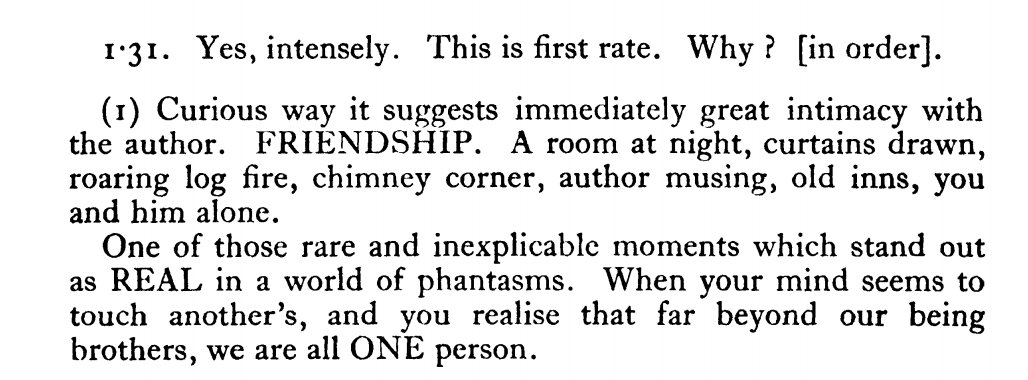 1·31. Yes, intensely. This is first rate. Why ? [in order].
(1) Curious way it suggests immediately great intimacy with
the author. FRIENDSHIP. A room at night, curtains drawn,
roaring log fire, chimney corner, author musing, old inns, you
and him alone.
One of those rare and inexplicable moments which stand out
as REAL in a world of phantasms. When your mind seems to
touch another's, and you realise that far beyond our being
brothers, we are all ONE person.